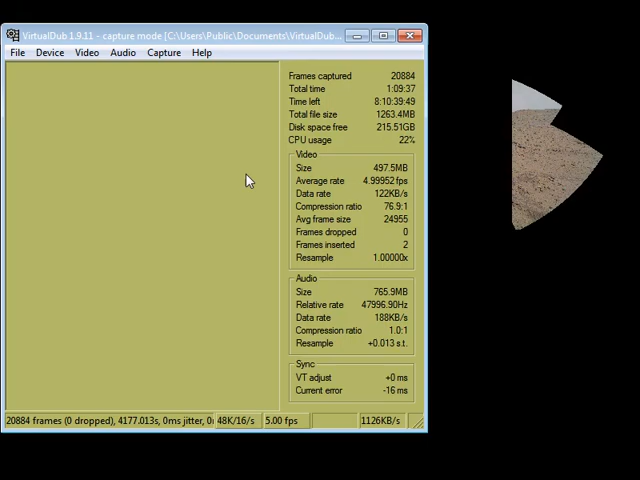 VirtualDub 1.9.11 - capture mode [C:\Users\Public\Documents\VirtualDub...
File Device Video Audio Capture Help
Frames captured 20884
Total time 1:09:37
Time left 8:10:39:49
Total file size 1263.4MB
Disk space free 215.51GB
CPU usage 22%
Video
Size 497.5MB
Average rate 4.99952 fps
Data rate 122KB/s
Compression ratio 76.9:1
Avg frame size 24955
Frames dropped 0
Frames inserted 2
Resample 1.00000x
Audio
Size 765.9MB
Relative rate 47996.90Hz
Data rate 188KB/s
Compression ratio 1.0:1
Resample +0.013 s.t.
Sync
VT adjust +0 ms
Current error -16 ms
20884 frames (0 dropped), 4177.013s, 0ms jitter, 0 48K/16/s 5.00 fps 1126KB/s